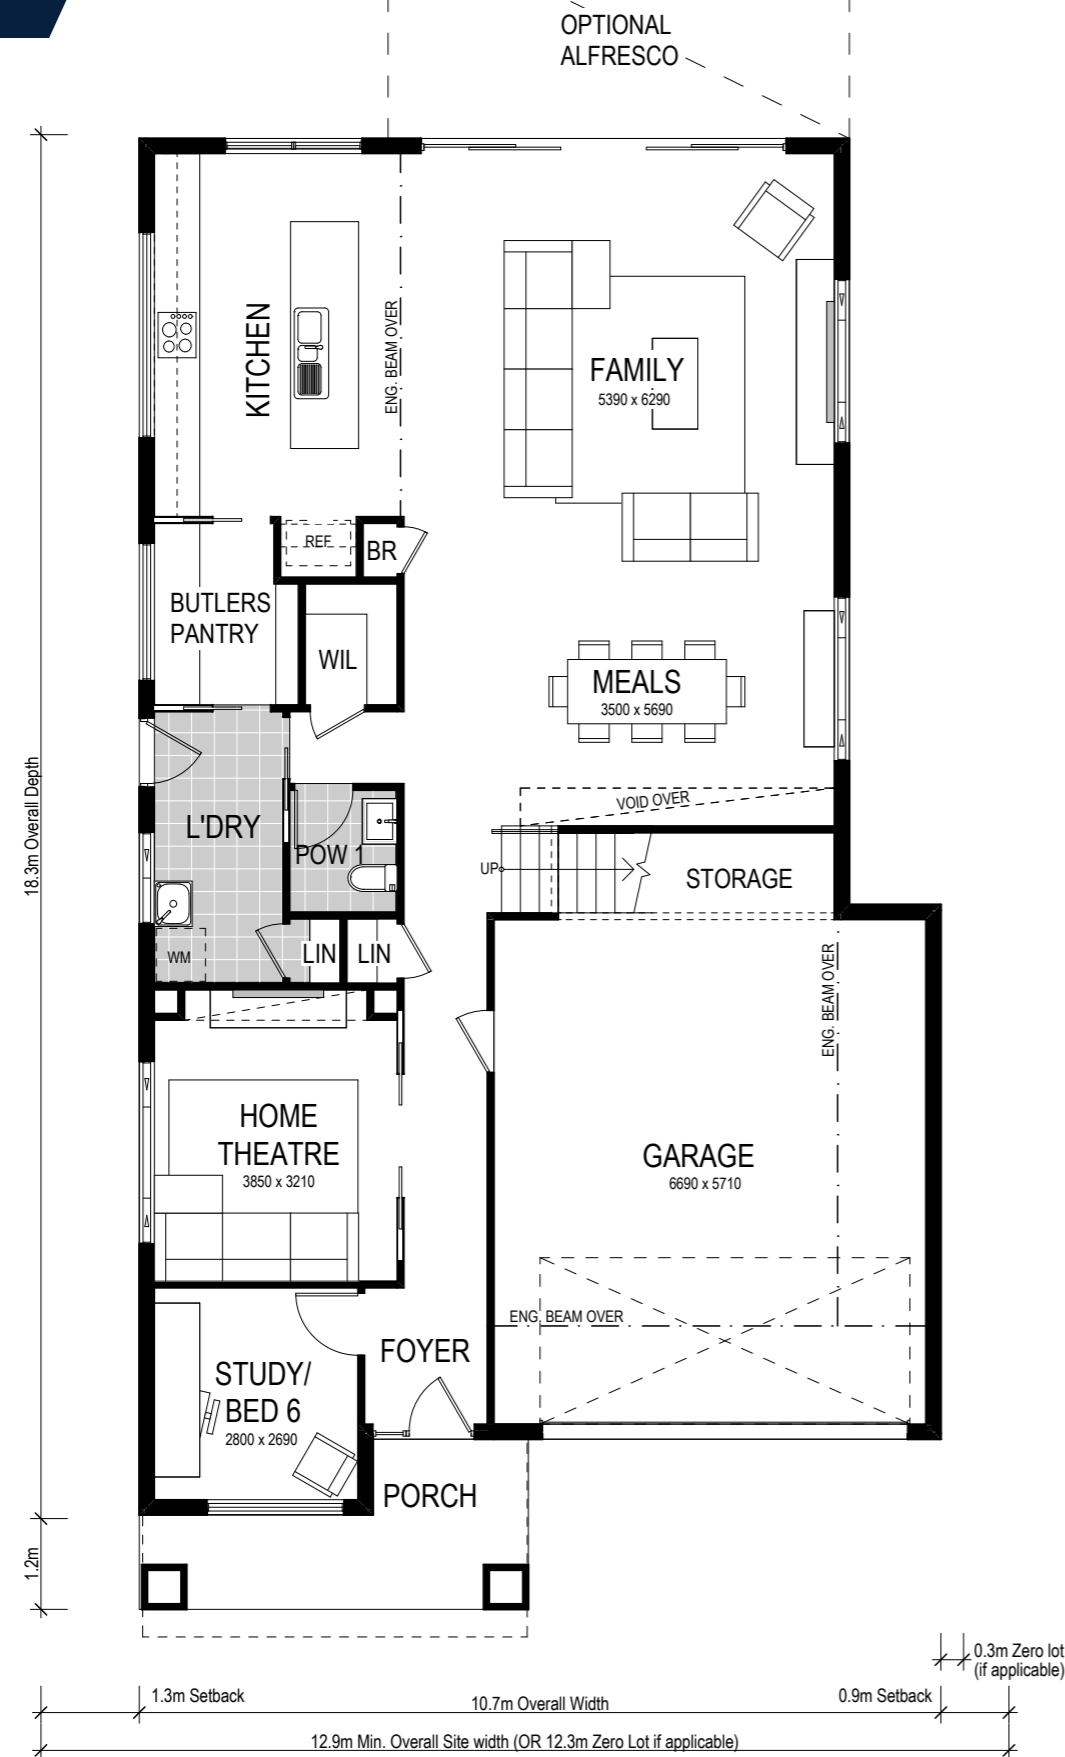 OPTIONAL
ALFRESCO
KITCHEN
ENG. BEAM OVER
FAMILY
5390 x 6290
REF
BR
BUTLERS
PANTRY
WIL
MEALS
3500 x 5690
VOID OVER
L'DRY
POW 1
UP
STORAGE
WM
LIN
LIN
18.3m Overall Depth
ENG. BEAM OVER
HOME
THEATRE
3850 x 3210
GARAGE
6690 x 5710
ENG. BEAM OVER
FOYER
STUDY/
BED 6
2800 x 2690
PORCH
1.2m
0.3m Zero lot
(if applicable)
1.3m Setback
10.7m Overall Width
0.9m Setback
12.9m Min. Overall Site width (OR 12.3m Zero Lot if applicable)